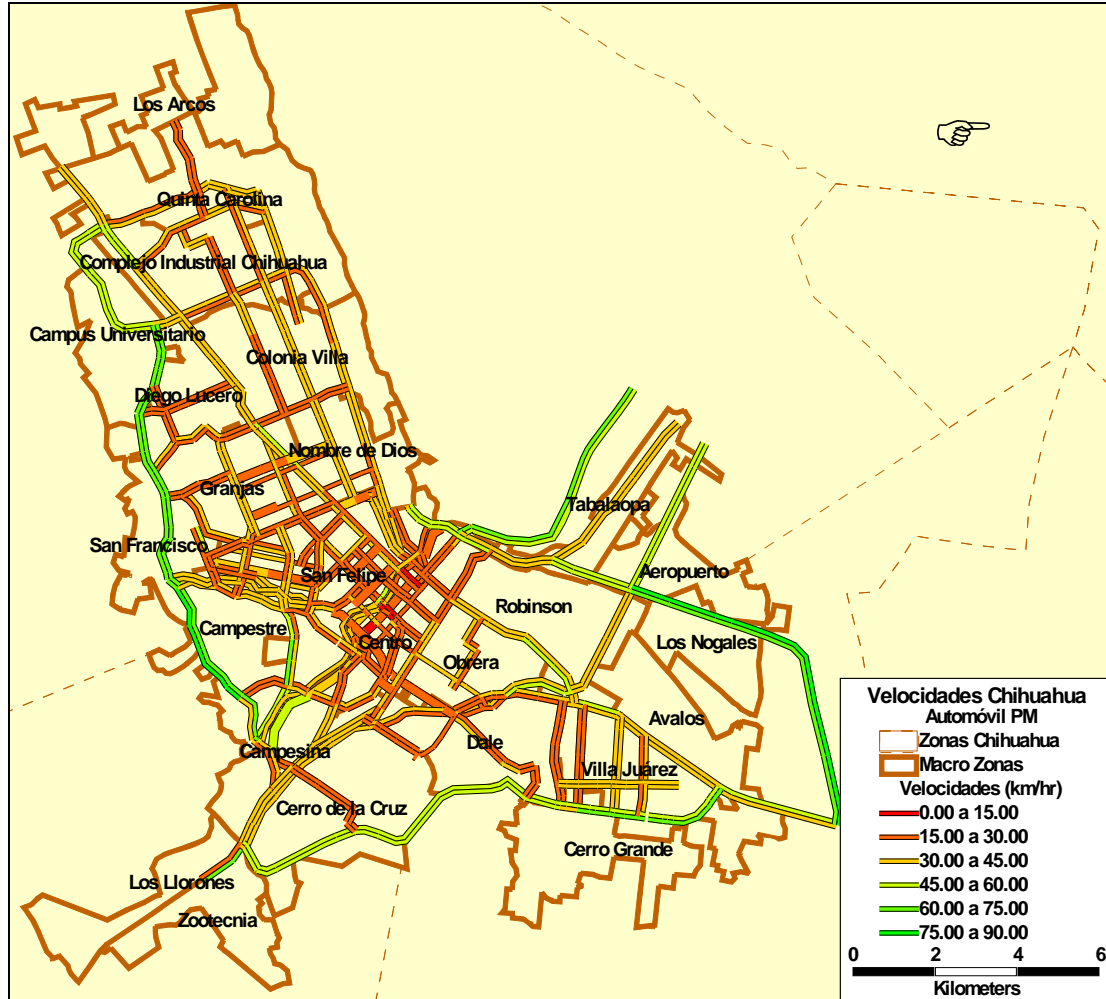 Los Arcos
Quinta Carolina
Complejo Industrial Chihuahua
Campus Universitario
Colonia Villa
Diego Lucero
Nombre de Dios
Granjas
Tabalaopa
San Francisco
San Felipe
Aeropuerto
Robinson
Campestre
Centro
Los Nogales
Obrera
Avalos
Dale
Campesina
Villa Juárez
Cerro de la Cruz
Cerro Grande
Los Llorones
Zootecnia
Velocidades Chihuahua
Automóvil PM
Zonas Chihuahua
Macro Zonas
Velocidades (km/hr)
0.00 a 15.00
15.00 a 30.00
30.00 a 45.00
45.00 a 60.00
60.00 a 75.00
75.00 a 90.00
0 2 4 6
Kilometers